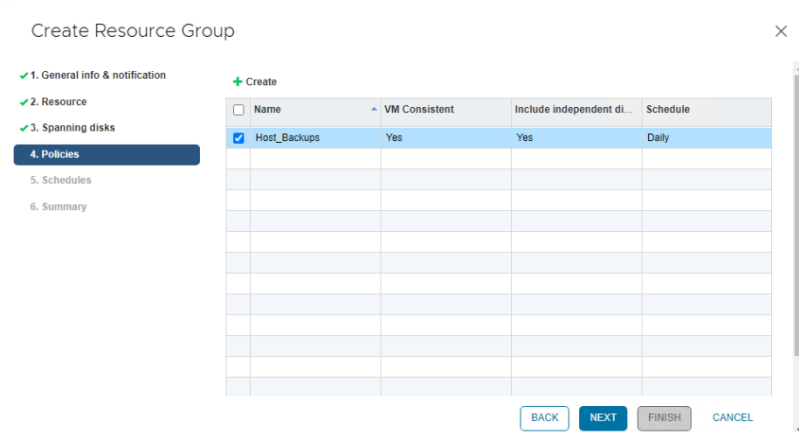 Create Resource Group
1. General info & notification
2. Resource
3. Spanning disks
4. Policies
5. Schedules
6. Summary
Create
Name VM Consistent Include independent di... Schedule
Host_Backups Yes Yes Daily
BACK NEXT FINISH CANCEL